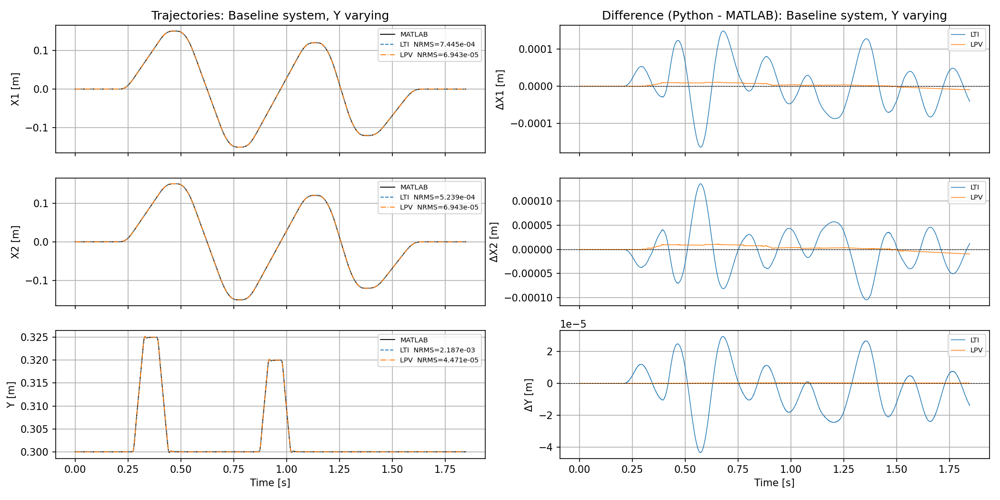 Trajectories: Baseline system, Y varying
X1 [m]
0.1
0.0
−0.1
MATLAB
LTI NRMS=7.445e-04
LPV NRMS=6.943e-05
Difference (Python - MATLAB): Baseline system, Y varying
ΔX1 [m]
0.0001
0.0000
−0.0001
LTI
LPV
X2 [m]
0.1
0.0
−0.1
MATLAB
LTI NRMS=5.239e-04
LPV NRMS=6.943e-05
ΔX2 [m]
0.00010
0.00005
0.00000
−0.00005
−0.00010
LTI
LPV
Y [m]
0.325
0.320
0.315
0.310
0.305
0.300
MATLAB
LTI NRMS=2.187e-03
LPV NRMS=4.471e-05
0.00 0.25 0.50 0.75 1.00 1.25 1.50 1.75
Time [s]
1e−5
ΔY [m]
2
0
−2
−4
LTI
LPV
0.00 0.25 0.50 0.75 1.00 1.25 1.50 1.75
Time [s]